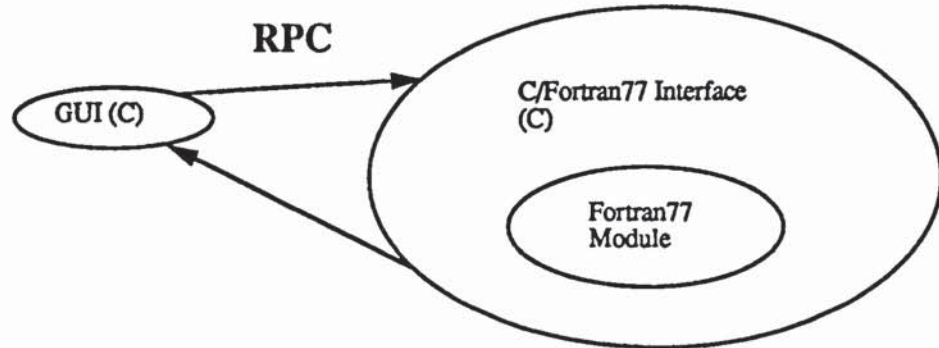 RPC
GUI (C)
C/Fortran77 Interface
(C)
Fortran77
Module